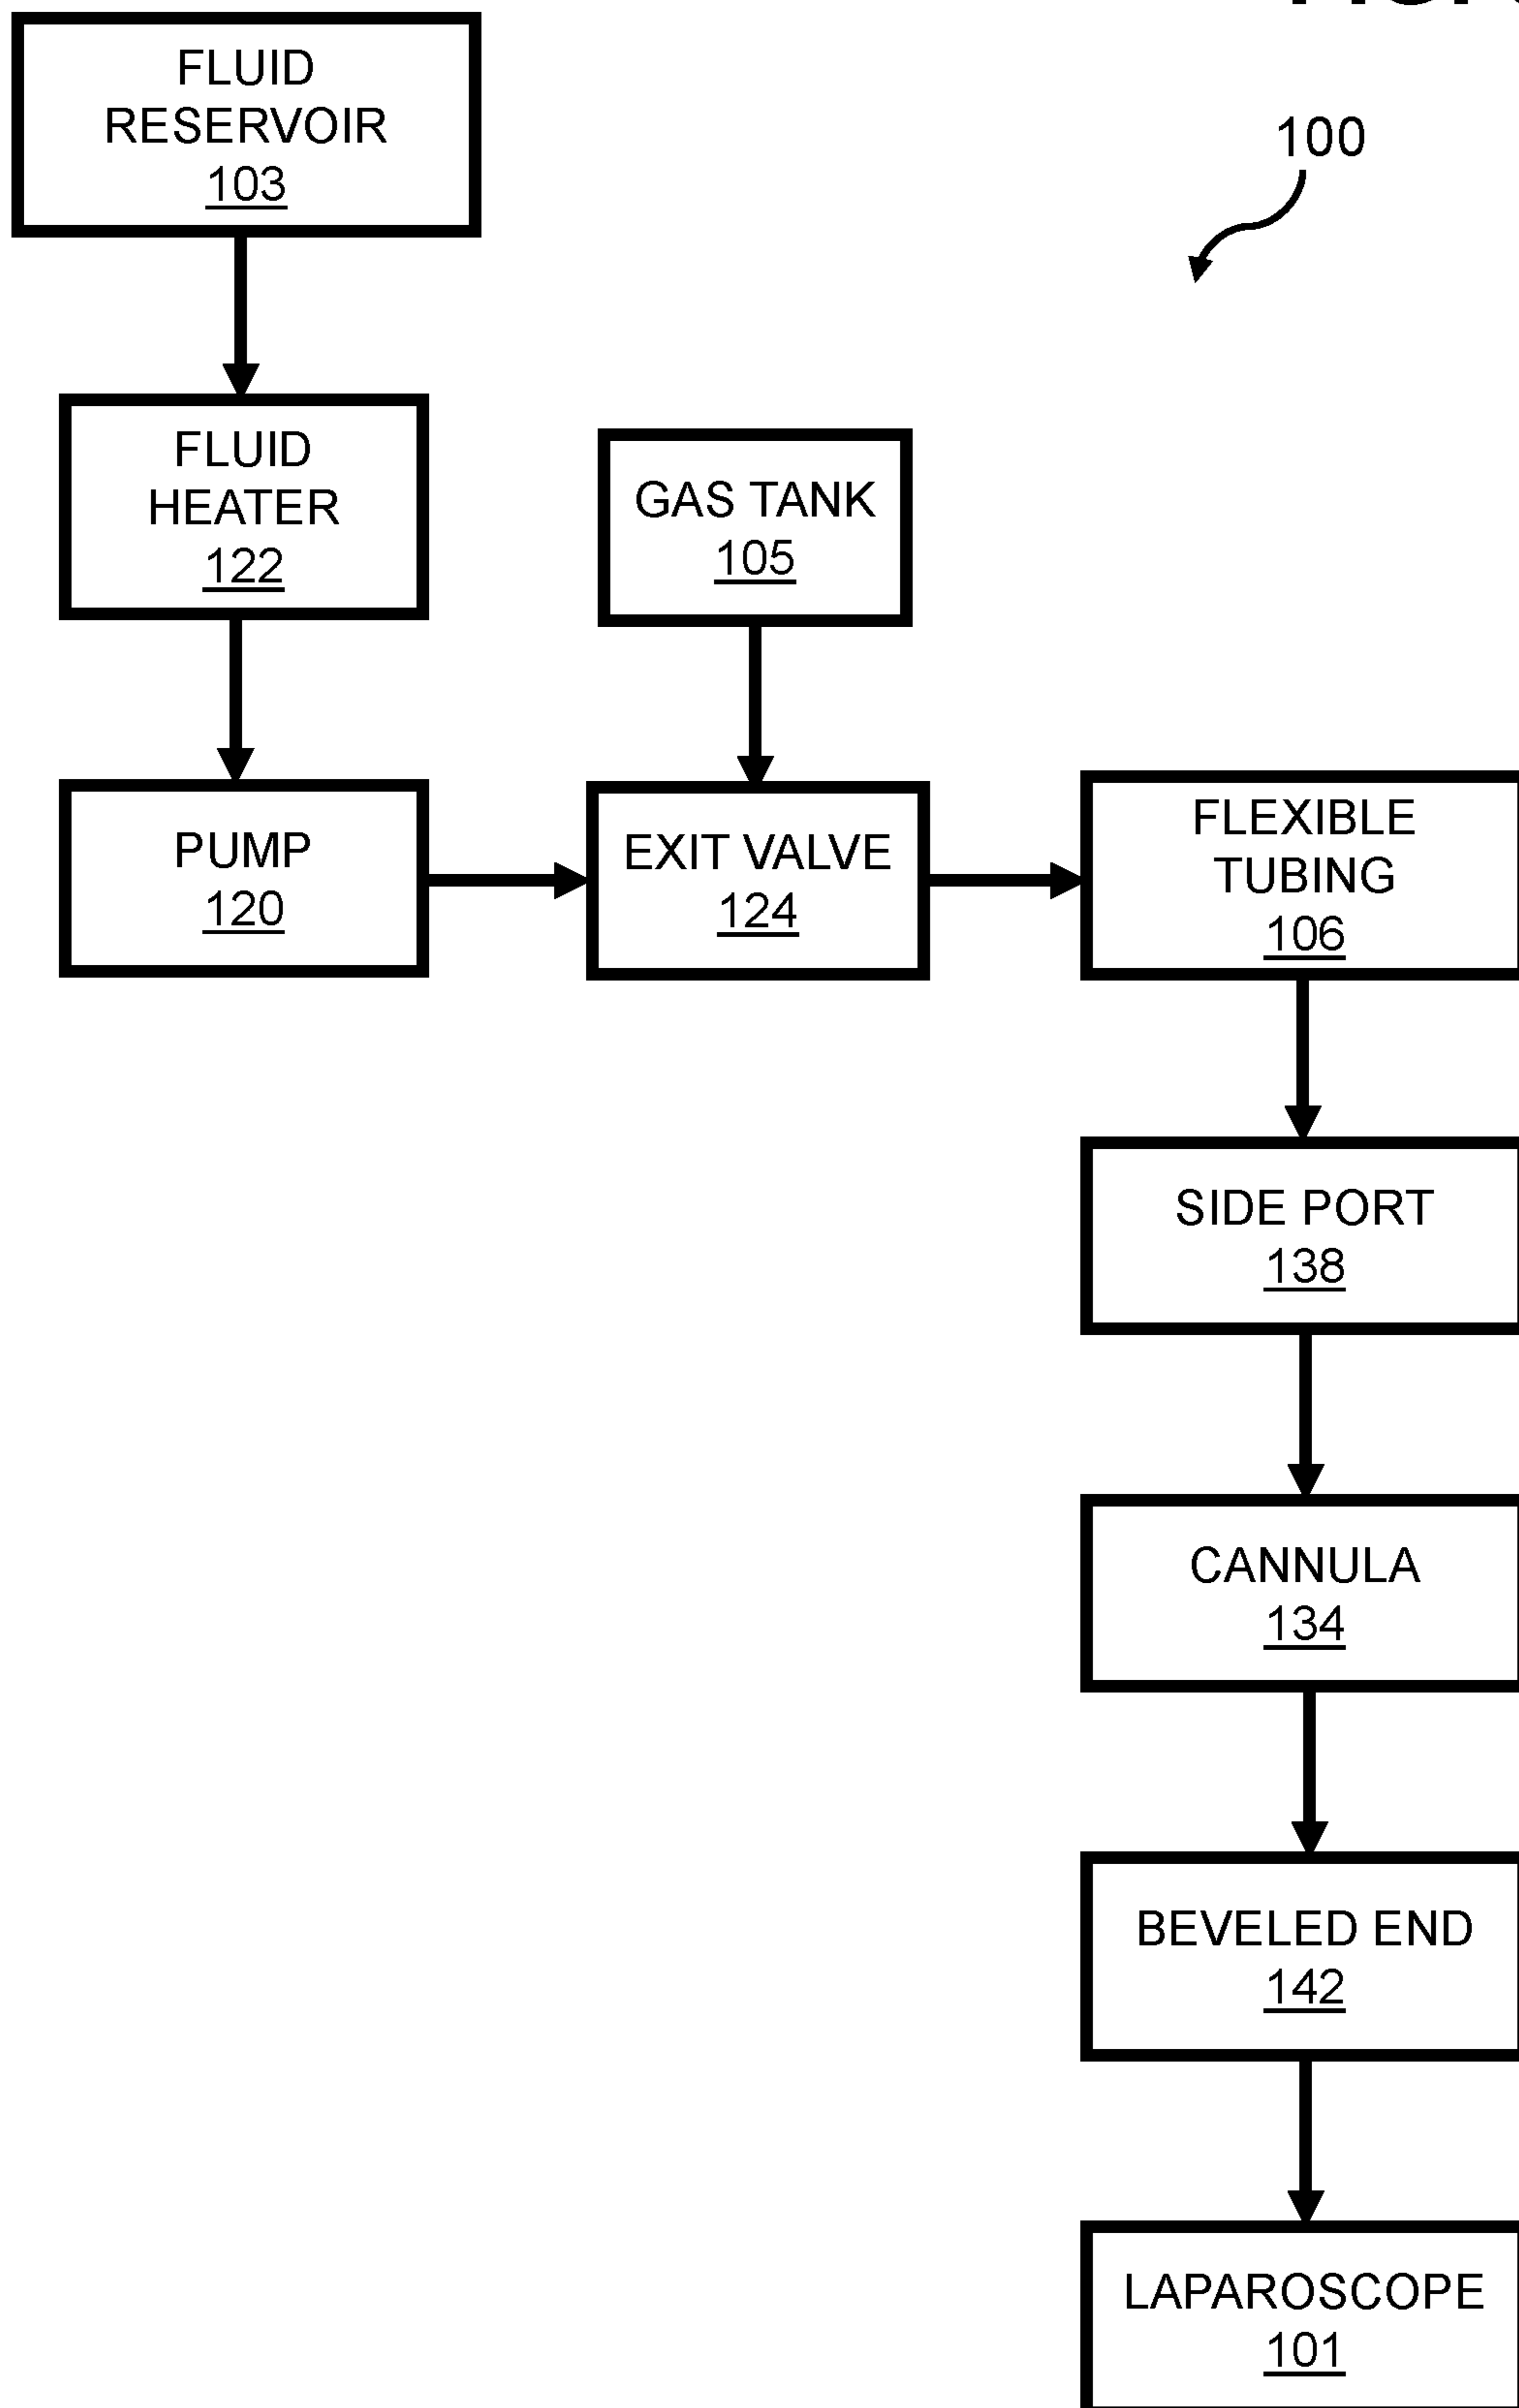 100
FLUID
RESERVOIR
103
FLUID
HEATER
122
GAS TANK
105
PUMP
120
EXIT VALVE
124
FLEXIBLE
TUBING
106
SIDE PORT
138
CANNULA
134
BEVELED END
142
LAPAROSCOPE
101